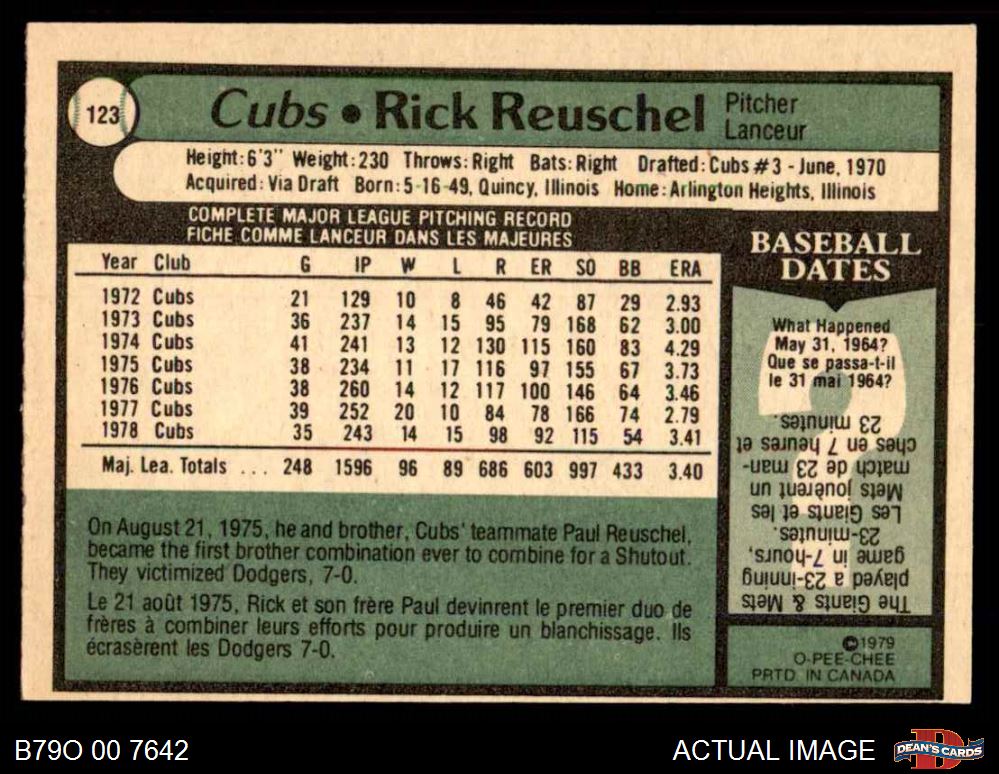 123
Cubs • Rick Reuschel
Pitcher
Lanceur
Height: 6'3" Weight: 230 Throws: Right Bats: Right Drafted: Cubs #3 - June, 1970
Acquired: Via Draft Born: 5-16-49, Quincy, Illinois Home: Arlington Heights, Illinois
COMPLETE MAJOR LEAGUE PITCHING RECORD
FICHE COMME LANCEUR DANS LES MAJEURES
Year Club G IP W L R ER SO BB ERA
1972 Cubs 21 129 10 8 46 42 87 29 2.93
1973 Cubs 36 237 14 15 95 79 168 62 3.00
1974 Cubs 41 241 13 12 130 115 160 83 4.29
1975 Cubs 38 234 11 17 116 97 155 67 3.73
1976 Cubs 38 260 14 12 117 100 146 64 3.46
1977 Cubs 39 252 20 10 84 78 166 74 2.79
1978 Cubs 35 243 14 15 98 92 115 54 3.41
Maj. Lea. Totals ... 248 1596 96 89 686 603 997 433 3.40
On August 21, 1975, he and brother, Cubs' teammate Paul Reuschel,
became the first brother combination ever to combine for a Shutout.
They victimized Dodgers, 7-0.
Le 21 août 1975, Rick et son frère Paul devinrent le premier duo de
frères à combiner leurs efforts pour produire un blanchissage. Ils
écrasèrent les Dodgers 7-0.
BASEBALL
DATES
What Happened
May 31, 1964?
Que se passa-t-il
le 31 mai 1964?
The Giants & Mets
played a 23-inning
game in 7-hours,
23-minutes.
Les Giants et les
Mets jouèrent un
match de 23 man-
ches en 7 heures et
23 minutes.
©1979
O-PEE-CHEE
PRTD IN CANADA
B79O 00 7642
ACTUAL IMAGE
DEAN'S CARDS